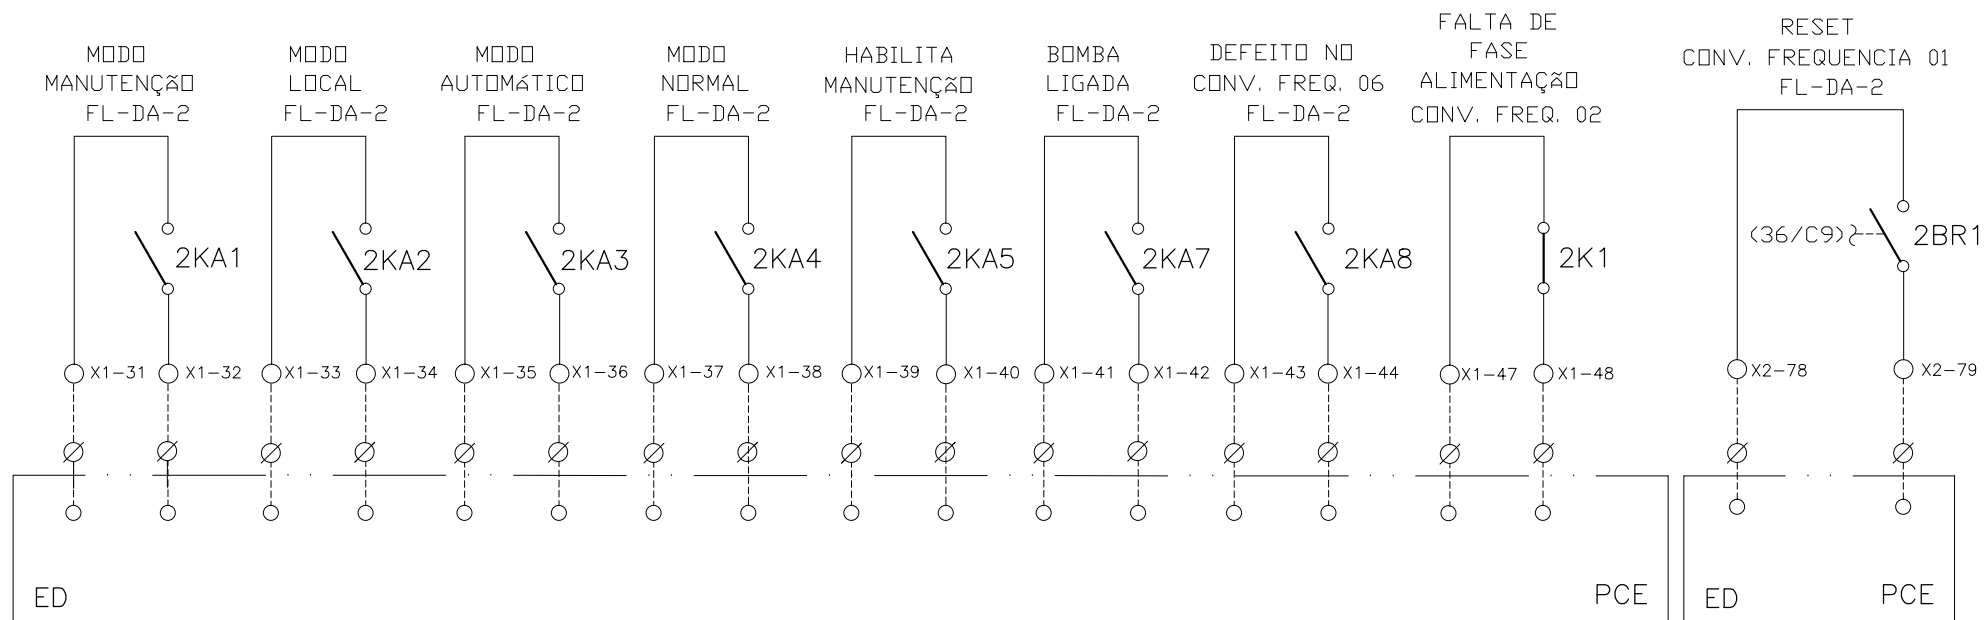 MODO
MANUTENÇÃO
FL-DA-2
MODO
LOCAL
FL-DA-2
MODO
AUTOMÁTICO
FL-DA-2
MODO
NORMAL
FL-DA-2
HABILITA
MANUTENÇÃO
FL-DA-2
BOMBA
LIGADA
FL-DA-2
DEFEITO NO
CONV. FREQ. 06
FL-DA-2
FALTA DE
FASE
ALIMENTAÇÃO
CONV. FREQ. 02
RESET
CONV. FREQUENCIA 01
FL-DA-2
2KA1
2KA2
2KA3
2KA4
2KA5
2KA7
2KA8
2K1
(36/C9)
2BR1
X1-31
X1-32
X1-33
X1-34
X1-35
X1-36
X1-37
X1-38
X1-39
X1-40
X1-41
X1-42
X1-43
X1-44
X1-47
X1-48
X2-78
X2-79
ED
PCE
ED
PCE